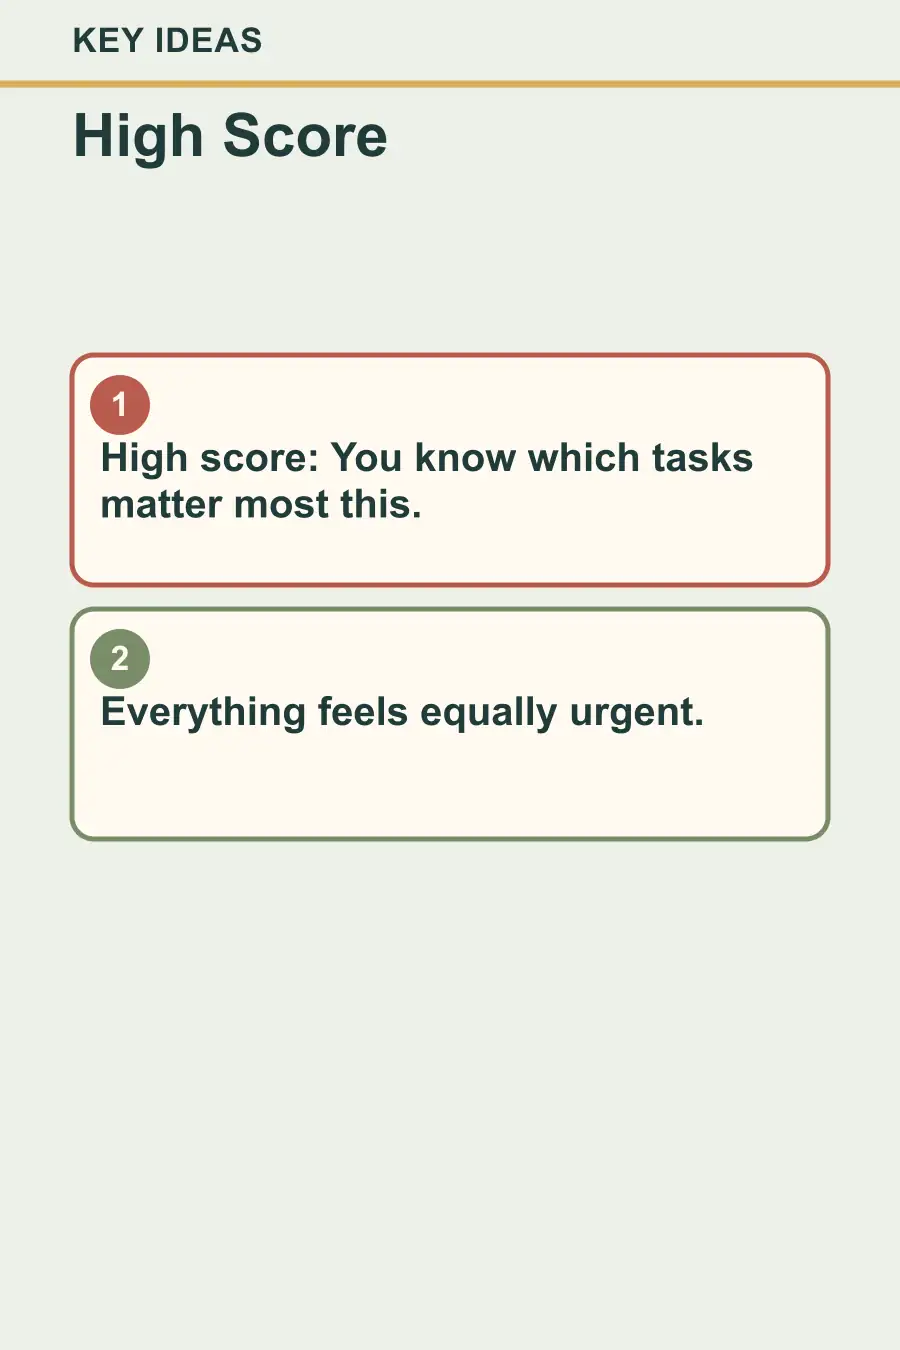 KEY IDEAS
High Score
1
High score: You know which tasks
matter most this.
2
Everything feels equally urgent.